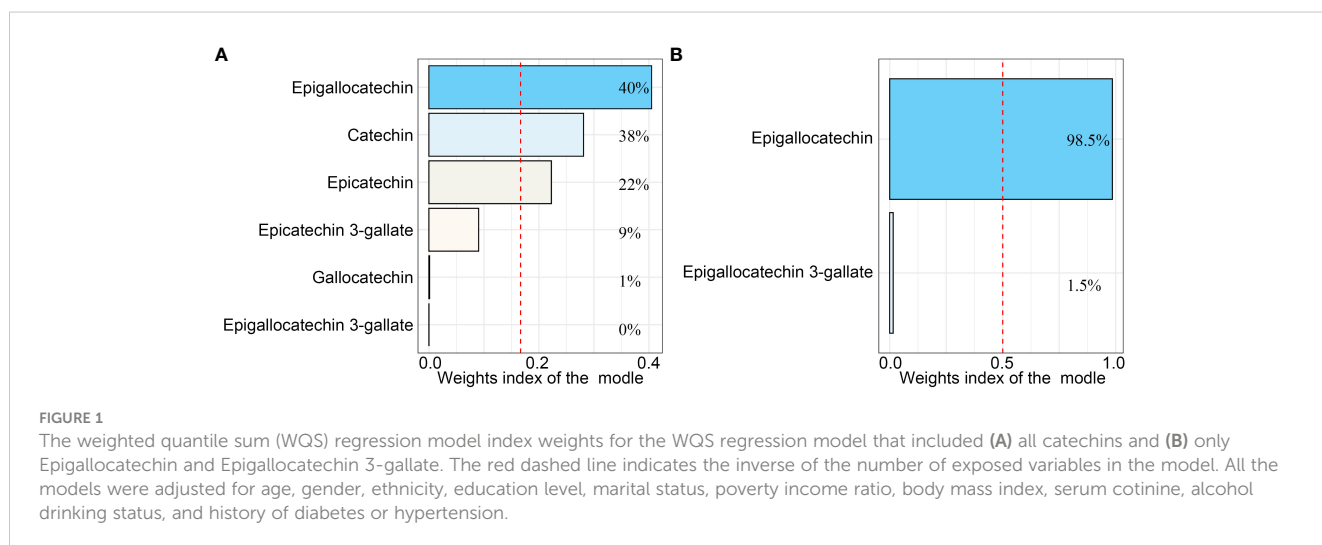 A
Epigallocatechin
40%
Catechin
38%
Epicatechin
22%
Epicatechin 3-gallate
9%
Gallocatechin
1%
Epigallocatechin 3-gallate
0%
0.0 0.2 0.4
Weights index of the modle
B
Epigallocatechin
98.5%
Epigallocatechin 3-gallate
1.5%
0.0 0.5 1.0
Weights index of the modle
FIGURE 1
The weighted quantile sum (WQS) regression model index weights for the WQS regression model that included (A) all catechins and (B) only
Epigallocatechin and Epigallocatechin 3-gallate. The red dashed line indicates the inverse of the number of exposed variables in the model. All the
models were adjusted for age, gender, ethnicity, education level, marital status, poverty income ratio, body mass index, serum cotinine, alcohol
drinking status, and history of diabetes or hypertension.